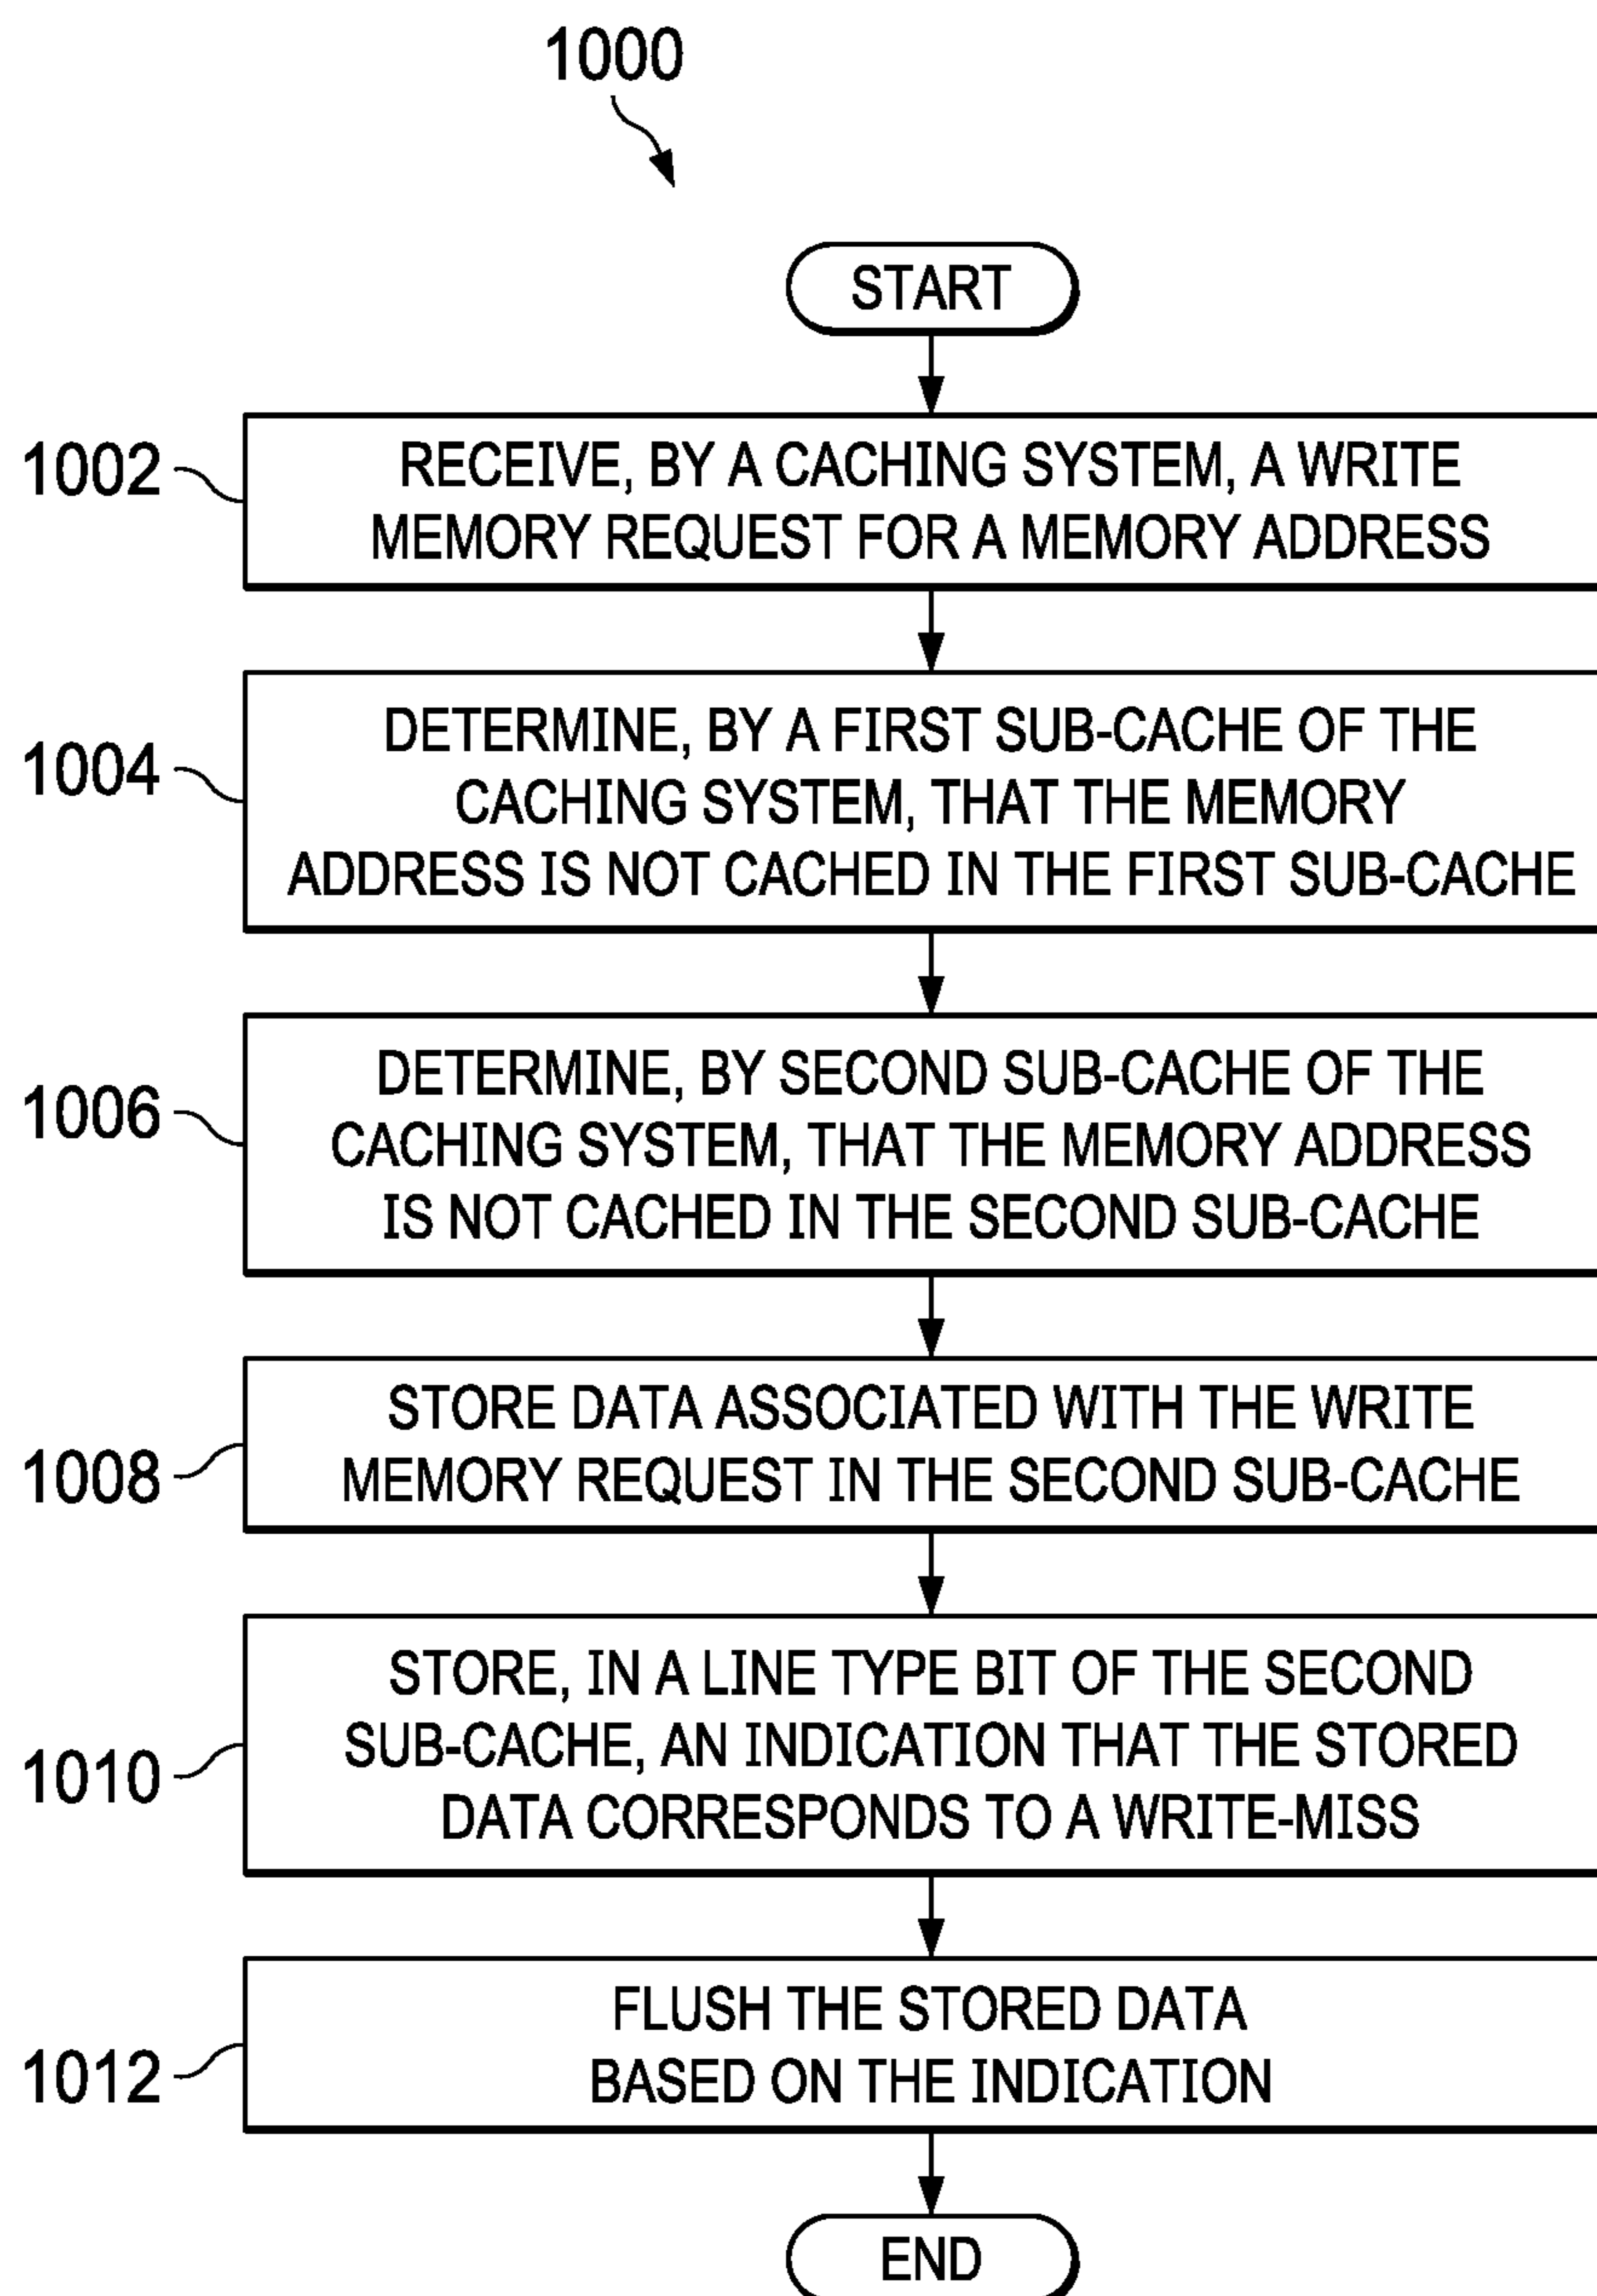 1000
START
1002
RECEIVE, BY A CACHING SYSTEM, A WRITE
MEMORY REQUEST FOR A MEMORY ADDRESS
1004
DETERMINE, BY A FIRST SUB-CACHE OF THE
CACHING SYSTEM, THAT THE MEMORY
ADDRESS IS NOT CACHED IN THE FIRST SUB-CACHE
1006
DETERMINE, BY SECOND SUB-CACHE OF THE
CACHING SYSTEM, THAT THE MEMORY ADDRESS
IS NOT CACHED IN THE SECOND SUB-CACHE
1008
STORE DATA ASSOCIATED WITH THE WRITE
MEMORY REQUEST IN THE SECOND SUB-CACHE
1010
STORE, IN A LINE TYPE BIT OF THE SECOND
SUB-CACHE, AN INDICATION THAT THE STORED
DATA CORRESPONDS TO A WRITE-MISS
1012
FLUSH THE STORED DATA
BASED ON THE INDICATION
END